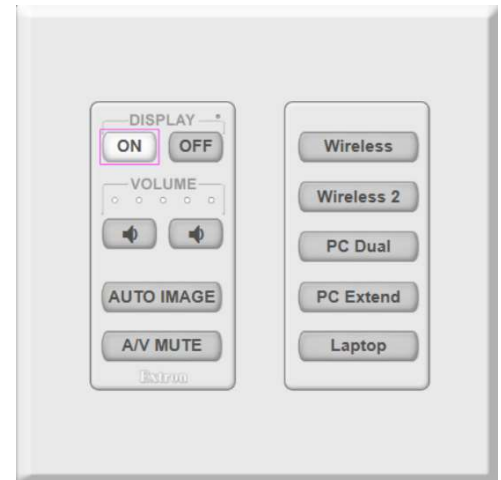 DISPLAY
ON OFF
VOLUME
AUTO IMAGE
A/V MUTE
Extron
Wireless
Wireless 2
PC Dual
PC Extend
Laptop